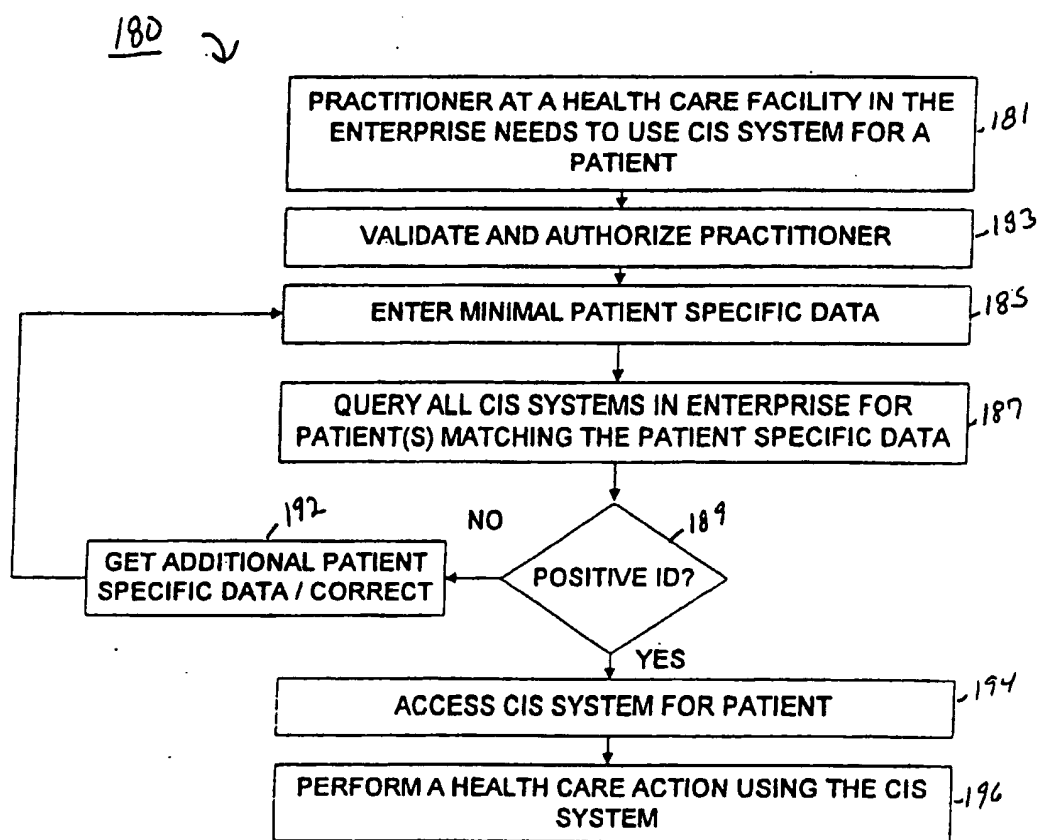 180
PRACTITIONER AT A HEALTH CARE FACILITY IN THE
ENTERPRISE NEEDS TO USE CIS SYSTEM FOR A
PATIENT
181
VALIDATE AND AUTHORIZE PRACTITIONER
183
ENTER MINIMAL PATIENT SPECIFIC DATA
185
QUERY ALL CIS SYSTEMS IN ENTERPRISE FOR
PATIENT(S) MATCHING THE PATIENT SPECIFIC DATA
187
192
NO
189
GET ADDITIONAL PATIENT
SPECIFIC DATA / CORRECT
POSITIVE ID?
YES
ACCESS CIS SYSTEM FOR PATIENT
194
PERFORM A HEALTH CARE ACTION USING THE CIS
SYSTEM
196